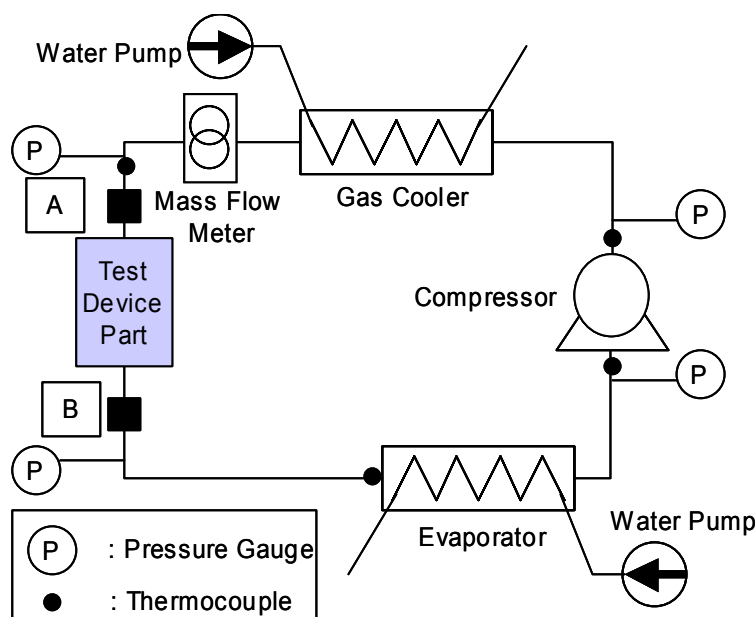 Water Pump
P
A
Mass Flow
Meter
Gas Cooler
P
Test
Device
Part
Compressor
P
B
P
Evaporator
Water Pump
P : Pressure Gauge
: Thermocouple